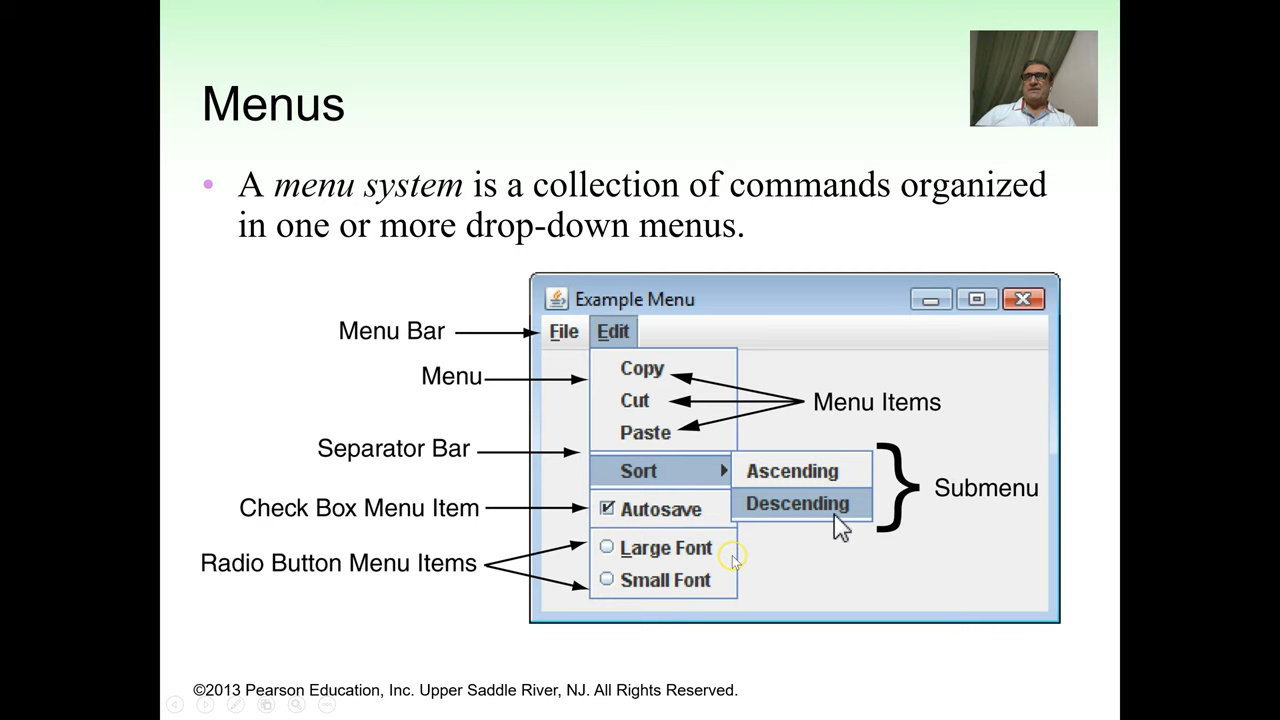 Menus
• A menu system is a collection of commands organized
in one or more drop-down menus.
Example Menu
Menu Bar
File Edit
Menu
Copy
Cut
Paste
Menu Items
Separator Bar
Sort
Ascending
Descending
Submenu
Check Box Menu Item
Autosave
Radio Button Menu Items
Large Font
Small Font
©2013 Pearson Education, Inc. Upper Saddle River, NJ. All Rights Reserved.